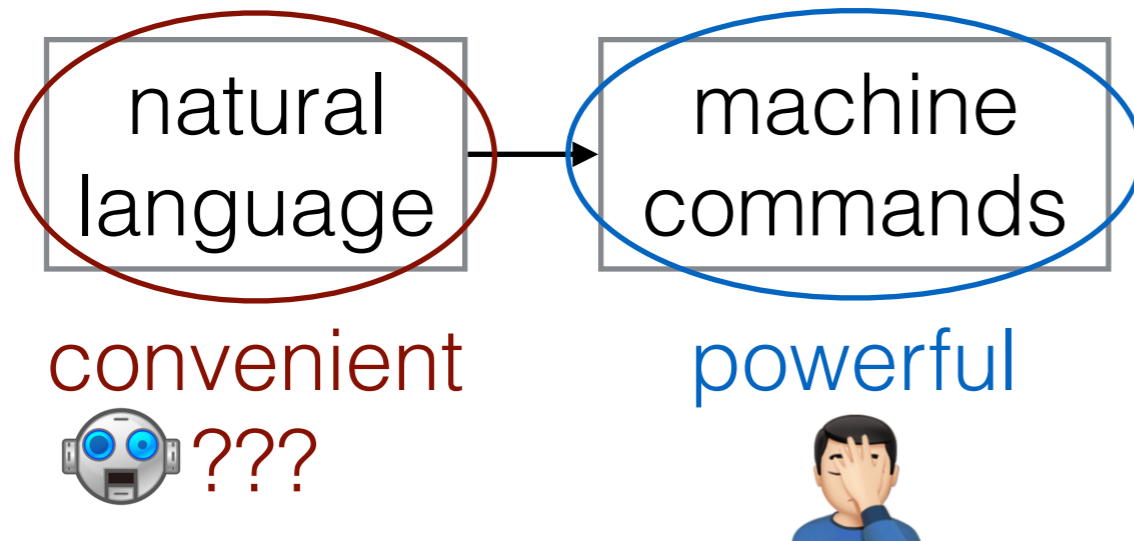 natural
language
machine
commands
convenient
powerful
???